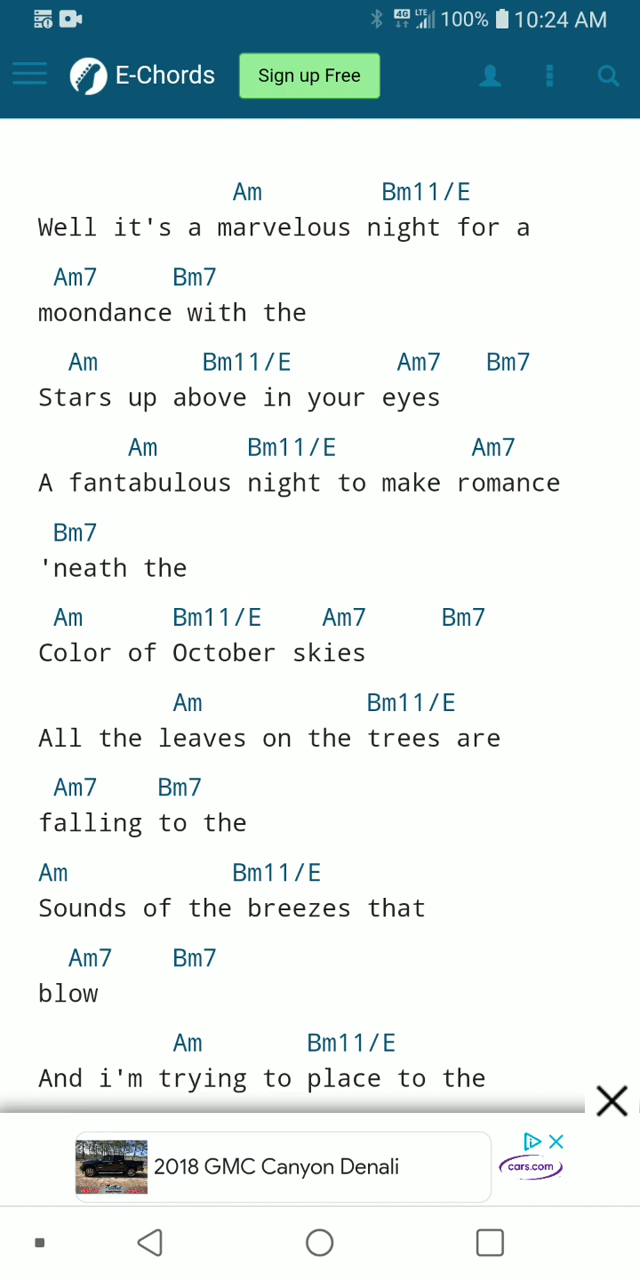 4G LTE 100% 10:24 AM
E-Chords Sign up Free
Am Bm11/E
Well it's a marvelous night for a
Am7 Bm7
moondance with the
Am Bm11/E Am7 Bm7
Stars up above in your eyes
Am Bm11/E Am7
A fantabulous night to make romance
Bm7
'neath the
Am Bm11/E Am7 Bm7
Color of October skies
Am Bm11/E
All the leaves on the trees are
Am7 Bm7
falling to the
Am Bm11/E
Sounds of the breezes that
Am7 Bm7
blow
Am Bm11/E
And i'm trying to place to the
2018 GMC Canyon Denali
cars.com